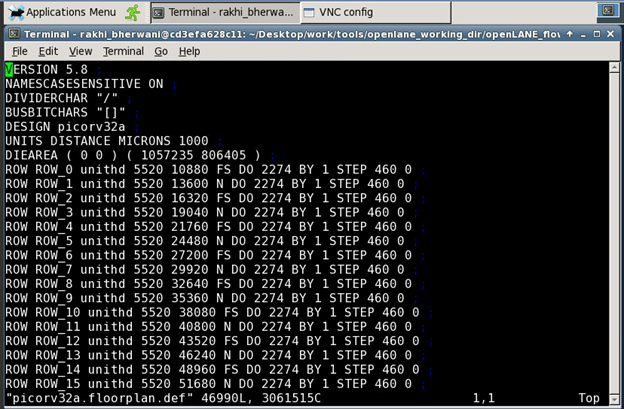 Applications Menu
Terminal - rakhi_bherwa...
VNC config
Terminal - rakhi_bherwani@cd3efa628c11: ~/Desktop/work/tools/openlane_working_dir/openLANE_flow
File Edit View Terminal Go Help
VERSION 5.8 ;
NAMESCASESENSITIVE ON ;
DIVIDERCHAR "/" ;
BUSBITCHARS "[]" ;
DESIGN picorv32a ;
UNITS DISTANCE MICRONS 1000 ;
DIEAREA ( 0 0 ) ( 1057235 806405 ) ;
ROW ROW_0 unithd 5520 10880 FS DO 2274 BY 1 STEP 460 0 ;
ROW ROW_1 unithd 5520 13600 N DO 2274 BY 1 STEP 460 0 ;
ROW ROW_2 unithd 5520 16320 FS DO 2274 BY 1 STEP 460 0 ;
ROW ROW_3 unithd 5520 19040 N DO 2274 BY 1 STEP 460 0 ;
ROW ROW_4 unithd 5520 21760 FS DO 2274 BY 1 STEP 460 0 ;
ROW ROW_5 unithd 5520 24480 N DO 2274 BY 1 STEP 460 0 ;
ROW ROW_6 unithd 5520 27200 FS DO 2274 BY 1 STEP 460 0 ;
ROW ROW_7 unithd 5520 29920 N DO 2274 BY 1 STEP 460 0 ;
ROW ROW_8 unithd 5520 32640 FS DO 2274 BY 1 STEP 460 0 ;
ROW ROW_9 unithd 5520 35360 N DO 2274 BY 1 STEP 460 0 ;
ROW ROW_10 unithd 5520 38080 FS DO 2274 BY 1 STEP 460 0 ;
ROW ROW_11 unithd 5520 40800 N DO 2274 BY 1 STEP 460 0 ;
ROW ROW_12 unithd 5520 43520 FS DO 2274 BY 1 STEP 460 0 ;
ROW ROW_13 unithd 5520 46240 N DO 2274 BY 1 STEP 460 0 ;
ROW ROW_14 unithd 5520 48960 FS DO 2274 BY 1 STEP 460 0 ;
ROW ROW_15 unithd 5520 51680 N DO 2274 BY 1 STEP 460 0 ;
"picorv32a.floorplan.def" 46990L, 3061515C 1,1 Top